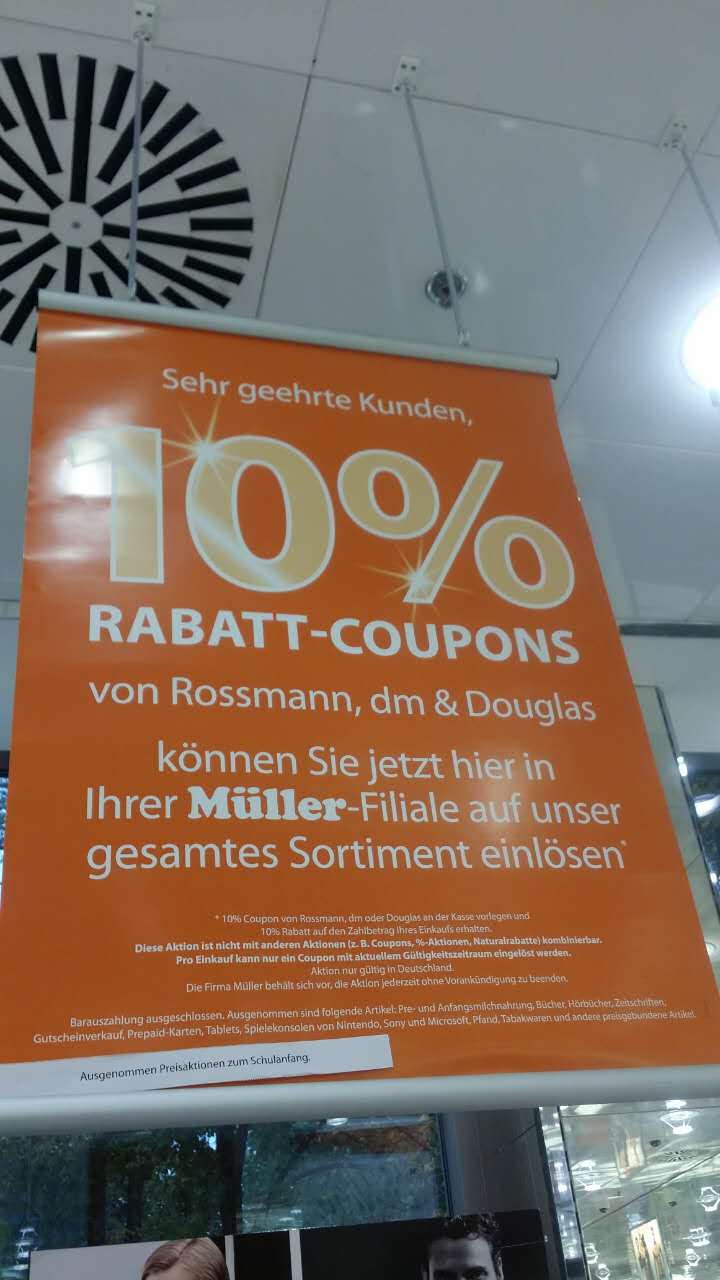 Sehr geehrte Kunden,
10%
RABATT-COUPONS
von Rossmann, dm & Douglas
können Sie jetzt hier in
Ihrer Müller-Filiale auf unser
gesamtes Sortiment einlösen*
* 10% Coupon von Rossmann, dm oder Douglas an der Kasse vorlegen und
10% Rabatt auf den Zahlbetrag Ihres Einkaufs erhalten.
Diese Aktion ist nicht mit anderen Aktionen (z. B. Coupons, %-Aktionen, Naturalrabatte) kombinierbar.
Pro Einkauf kann nur ein Coupon mit aktuellem Gültigkeitszeitraum eingelöst werden.
Aktion nur gültig in Deutschland.
Die Firma Müller behält sich vor, die Aktion jederzeit ohne Vorankündigung zu beenden.
Barauszahlung ausgeschlossen. Ausgenommen sind folgende Artikel: Pre- und Anfangsmilchnahrung, Bücher, Hörbücher, Zeitschriften,
Gutscheinverkauf, Prepaid-Karten, Tablets, Spielekonsolen von Nintendo, Sony und Microsoft, Pfand, Tabakwaren und andere preisgebundene Artikel.
Ausgenommen Preisaktionen zum Schulanfang.